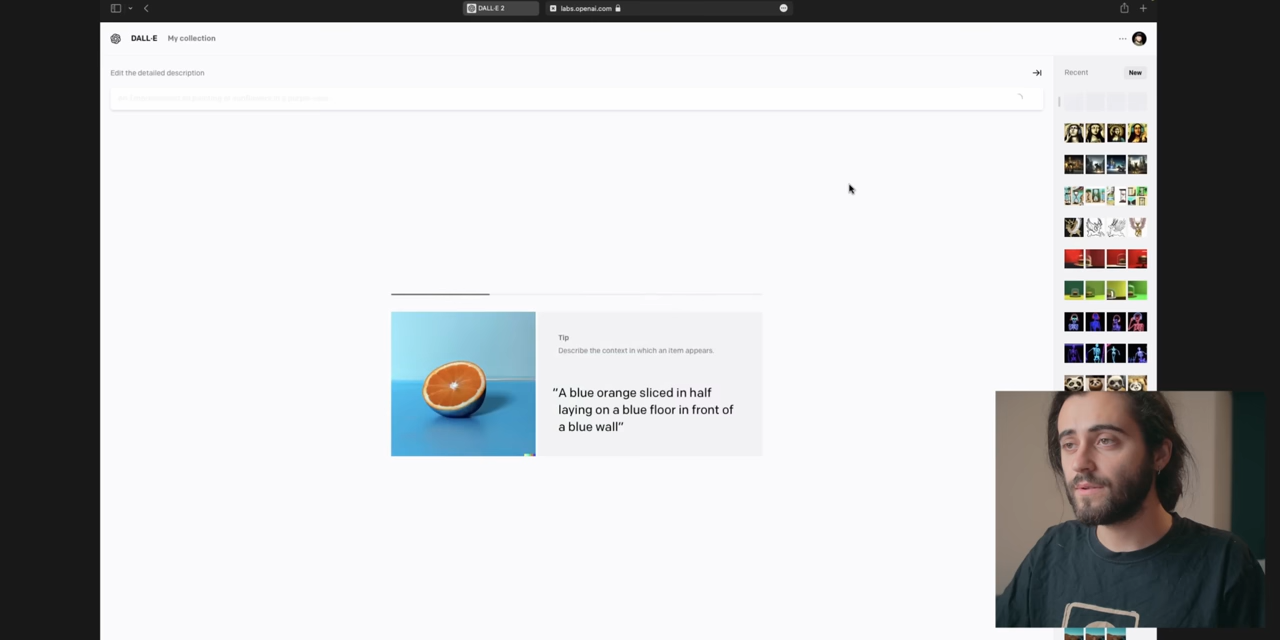 DALL·E 2
labs.openai.com
DALL·E My collection
Edit the detailed description
Recent New
Tip
Describe the context in which an item appears.
“A blue orange sliced in half
laying on a blue floor in front of
a blue wall”